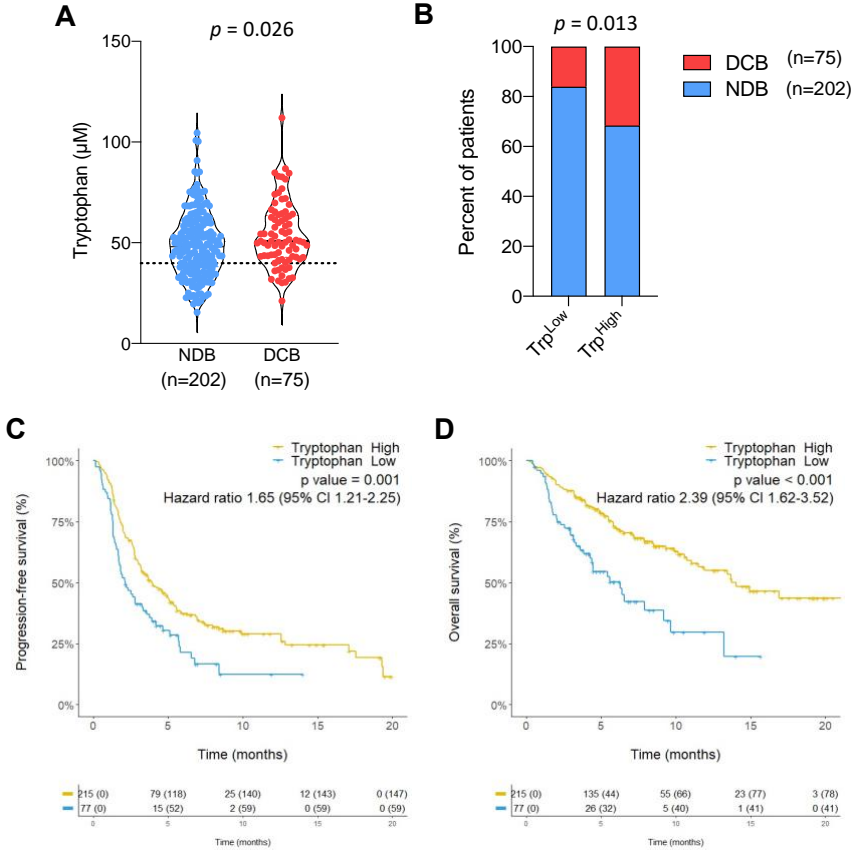 A
p = 0.026
150
100
50
0
Tryptophan (µM)
NDB
(n=202)
DCB
(n=75)
B
p = 0.013
100
80
60
40
20
0
Percent of patients
Trp^Low
Trp^High
DCB (n=75)
NDB (n=202)
C
Tryptophan High
Tryptophan Low
p value = 0.001
Hazard ratio 1.65 (95% CI 1.21-2.25)
100%
75%
50%
25%
0%
Progression-free survival (%)
0 5 10 15 20
Time (months)
215 (0) 79 (118) 25 (140) 12 (143) 0 (147)
77 (0) 15 (52) 2 (59) 0 (59) 0 (59)
0 5 10 15 20
Time (months)
D
Tryptophan High
Tryptophan Low
p value < 0.001
Hazard ratio 2.39 (95% CI 1.62-3.52)
100%
75%
50%
25%
0%
Overall survival (%)
0 5 10 15 20
Time (months)
215 (0) 135 (44) 55 (66) 23 (77) 3 (78)
77 (0) 26 (32) 5 (40) 1 (41) 0 (41)
0 5 10 15 20
Time (months)